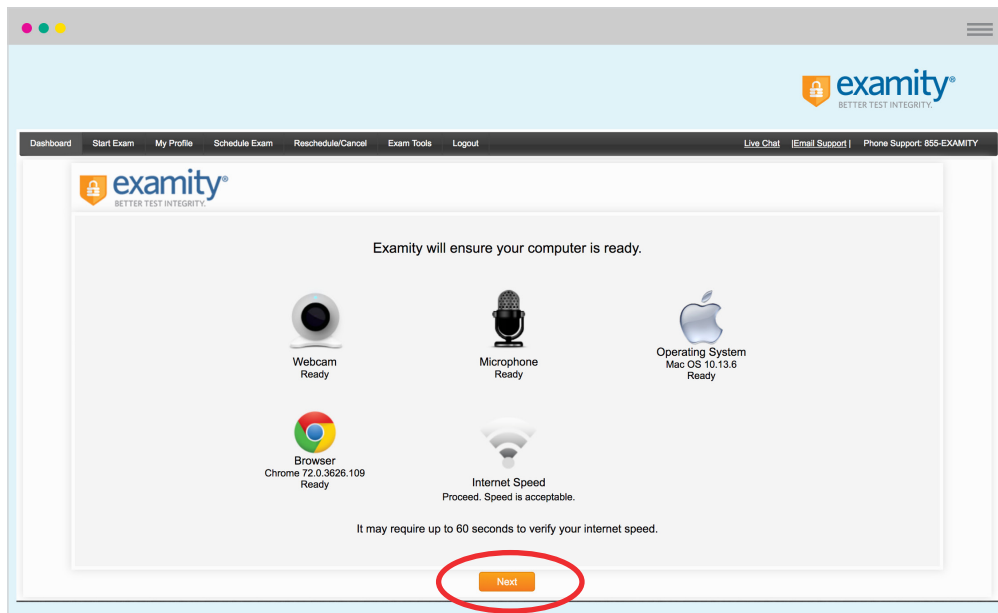 examity®
BETTER TEST INTEGRITY.
Dashboard Start Exam My Profile Schedule Exam Reschedule/Cancel Exam Tools Logout Live Chat |Email Support| Phone Support: 855-EXAMITY
examity®
BETTER TEST INTEGRITY.
Examity will ensure your computer is ready.
Webcam
Ready
Microphone
Ready
Operating System
Mac OS 10.13.6
Ready
Browser
Chrome 72.0.3626.109
Ready
Internet Speed
Proceed. Speed is acceptable.
It may require up to 60 seconds to verify your internet speed.
Next